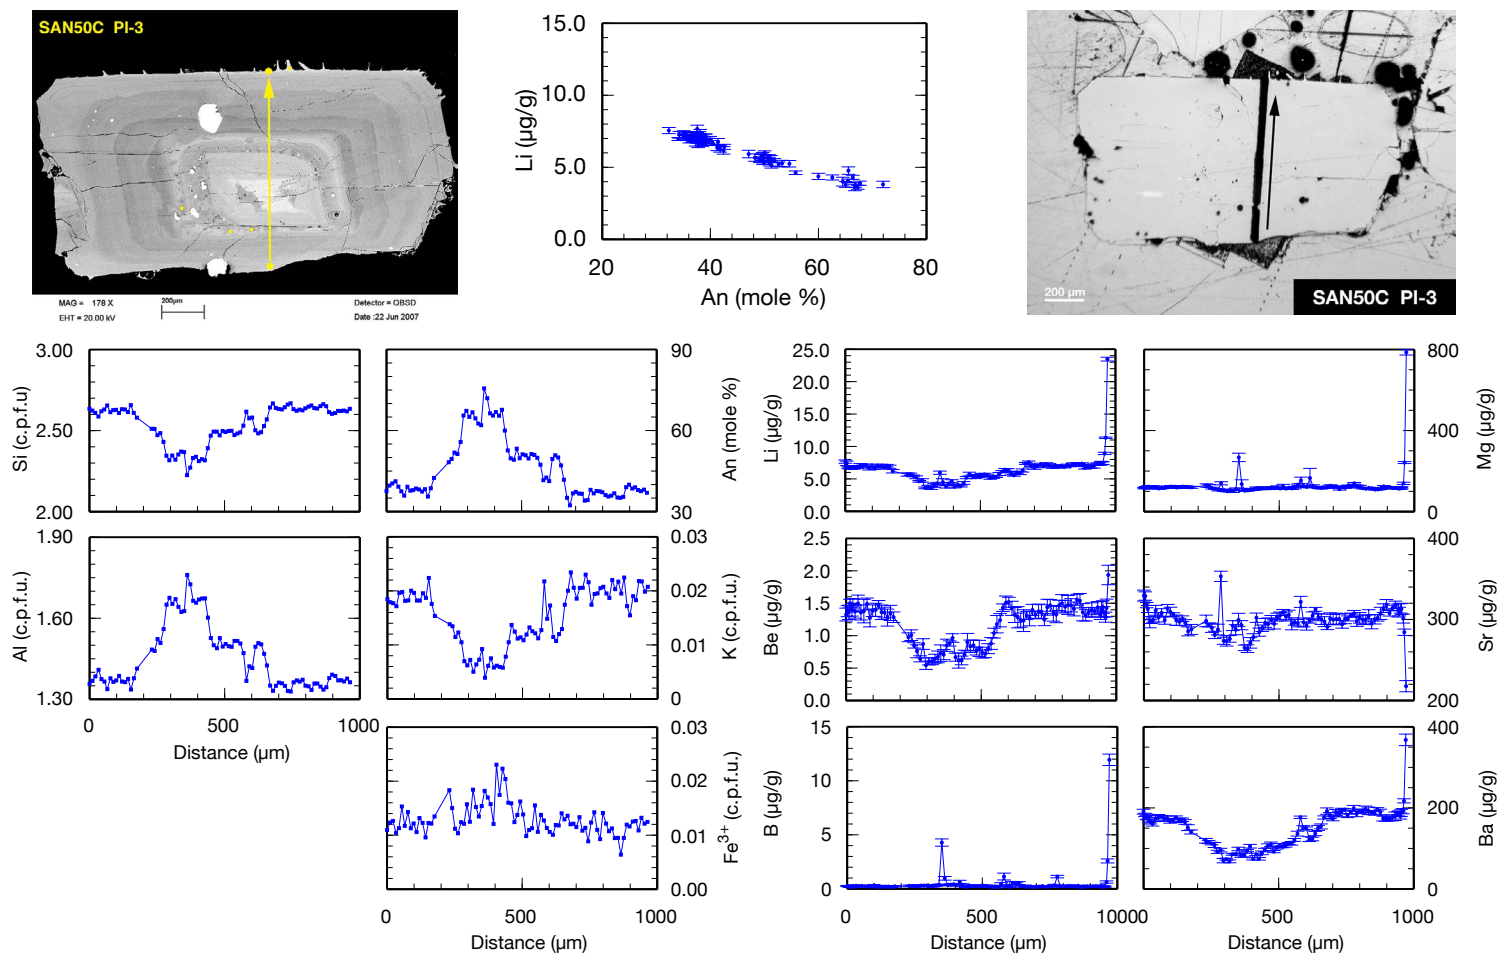 SAN50C PI-3
MAG = 178 X
EHT = 20.00 kV
200µm
Detector = QBSD
Date :22 Jun 2007
15.0
10.0
5.0
0.0
Li (µg/g)
20 40 60 80
An (mole %)
200 µm
SAN50C PI-3
3.00
2.50
2.00
Si (c.p.f.u)
90
60
30
An (mole %)
25.0
20.0
15.0
10.0
5.0
0.0
Li (µg/g)
800
400
0
Mg (µg/g)
1.90
1.60
1.30
Al (c.p.f.u.)
0 500 1000
Distance (µm)
0.03
0.02
0.01
0
K (c.p.f.u.)
2.5
2.0
1.5
1.0
0.5
0.0
Be (µg/g)
400
300
200
Sr (µg/g)
0.03
0.02
0.01
0.00
Fe3+ (c.p.f.u.)
0 500 1000
Distance (µm)
15
10
5
0
B (µg/g)
0 500 1000
Distance (µm)
400
200
0
Ba (µg/g)
0 500 1000
Distance (µm)